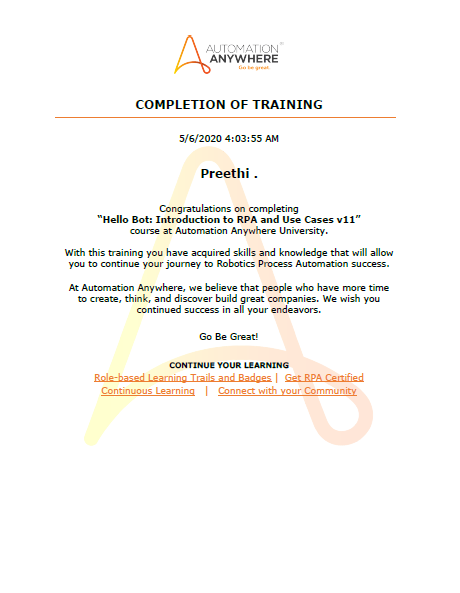 AUTOMATION
ANYWHERE
Go be great.
COMPLETION OF TRAINING
5/6/2020 4:03:55 AM
Preethi .
Congratulations on completing
“Hello Bot: Introduction to RPA and Use Cases v11”
course at Automation Anywhere University.
With this training you have acquired skills and knowledge that will allow
you to continue your journey to Robotics Process Automation success.
At Automation Anywhere, we believe that people who have more time
to create, think, and discover build great companies. We wish you
continued success in all your endeavors.
Go Be Great!
CONTINUE YOUR LEARNING
Role-based Learning Trails and Badges | Get RPA Certified
Continuous Learning | Connect with your Community